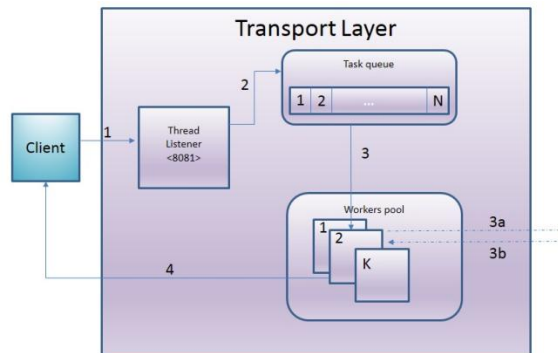 Transport Layer
Task queue
1 2 ... N
2
1
Thread
Listener
<8081>
Client
3
Workers pool
1
2
K
3a
3b
4